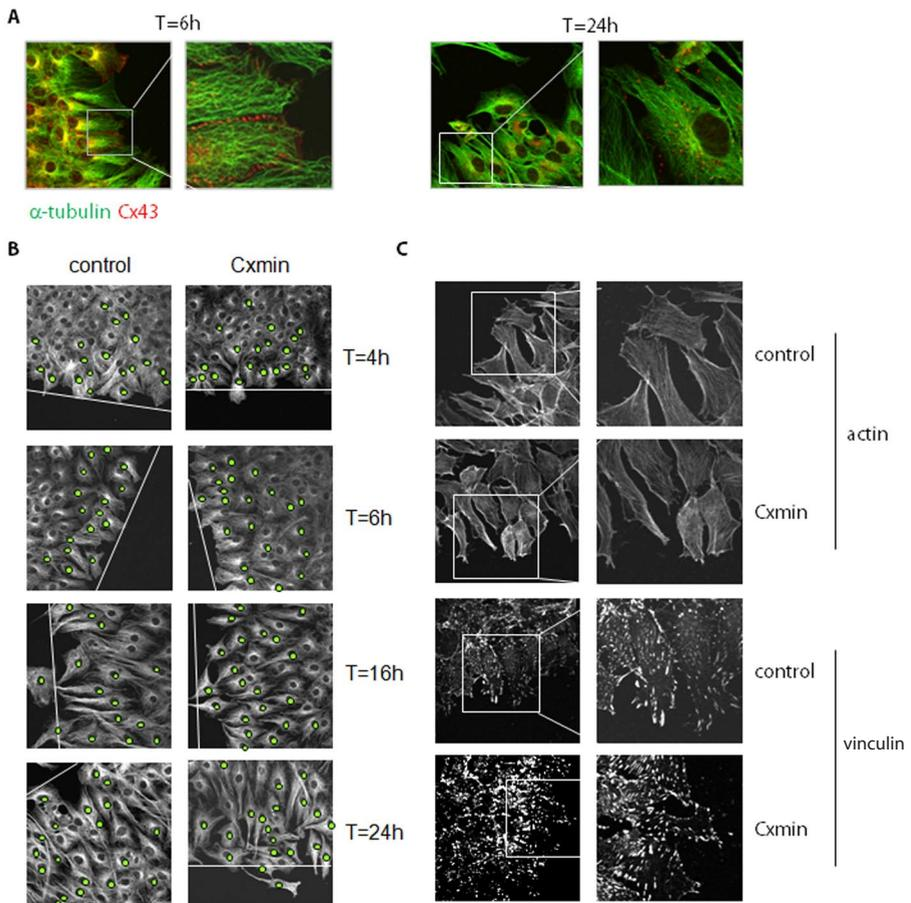 A
T=6h
T=24h
α-tubulin Cx43
B
control Cxmin
T=4h
T=6h
T=16h
T=24h
C
control
actin
Cxmin
control
vinculin
Cxmin